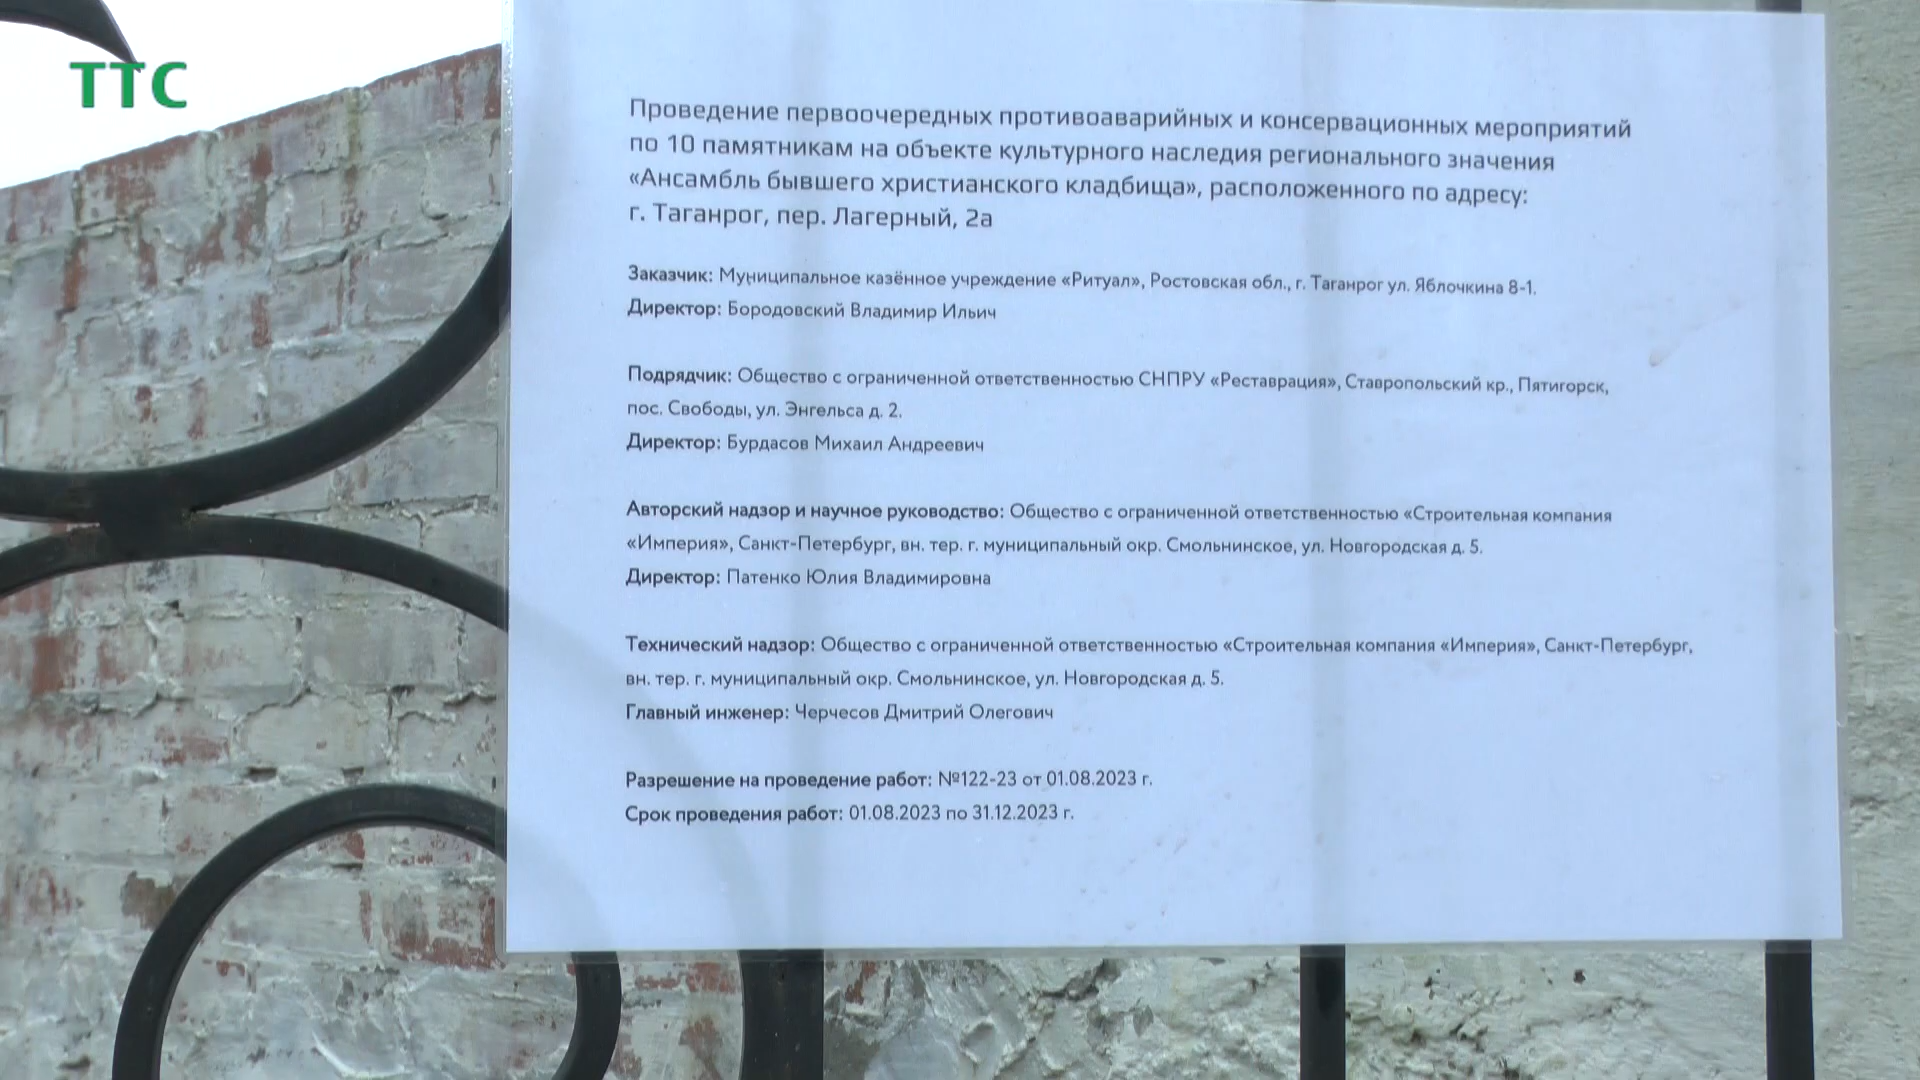 ТТС
Проведение первоочередных противоаварийных и консервационных мероприятий
по 10 памятникам на объекте культурного наследия регионального значения
«Ансамбль бывшего христианского кладбища», расположенного по адресу:
г. Таганрог, пер. Лагерный, 2а
Заказчик: Муниципальное казённое учреждение «Ритуал», Ростовская обл., г. Таганрог ул. Яблочкина 8-1.
Директор: Бородовский Владимир Ильич
Подрядчик: Общество с ограниченной ответственностью СНПРУ «Реставрация», Ставропольский кр., Пятигорск,
пос. Свободы, ул. Энгельса д. 2.
Директор: Бурдасов Михаил Андреевич
Авторский надзор и научное руководство: Общество с ограниченной ответственностью «Строительная компания
«Империя», Санкт-Петербург, вн. тер. г. муниципальный окр. Смольнинское, ул. Новгородская д. 5.
Директор: Патенко Юлия Владимировна
Технический надзор: Общество с ограниченной ответственностью «Строительная компания «Империя», Санкт-Петербург,
вн. тер. г. муниципальный окр. Смольнинское, ул. Новгородская д. 5.
Главный инженер: Черчесов Дмитрий Олегович
Разрешение на проведение работ: №122-23 от 01.08.2023 г.
Срок проведения работ: 01.08.2023 по 31.12.2023 г.